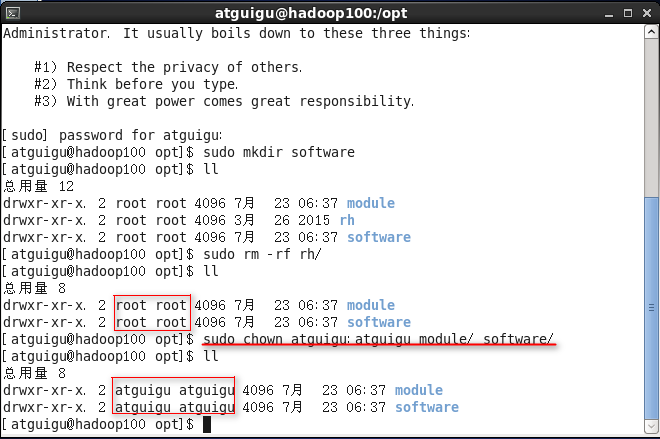 atguigu@hadoop100:/opt
Administrator. It usually boils down to these three things:
#1) Respect the privacy of others.
#2) Think before you type.
#3) With great power comes great responsibility.
[sudo] password for atguigu:
[atguigu@hadoop100 opt]$ sudo mkdir software
[atguigu@hadoop100 opt]$ ll
总用量 12
drwxr-xr-x. 2 root root 4096 7月  23 06:37 module
drwxr-xr-x. 2 root root 4096 3月  26 2015 rh
drwxr-xr-x. 2 root root 4096 7月  23 06:37 software
[atguigu@hadoop100 opt]$ sudo rm -rf rh/
[atguigu@hadoop100 opt]$ ll
总用量 8
drwxr-xr-x. 2 root root 4096 7月  23 06:37 module
drwxr-xr-x. 2 root root 4096 7月  23 06:37 software
[atguigu@hadoop100 opt]$ sudo chown atguigu:atguigu module/ software/
[atguigu@hadoop100 opt]$ ll
总用量 8
drwxr-xr-x. 2 atguigu atguigu 4096 7月  23 06:37 module
drwxr-xr-x. 2 atguigu atguigu 4096 7月  23 06:37 software
[atguigu@hadoop100 opt]$